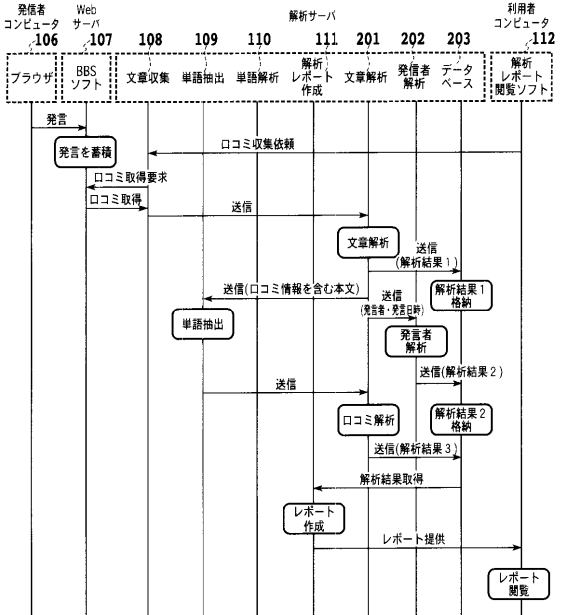 発信者
コンピュータ
Web
サーバ
解析サーバ
利用者
コンピュータ
106
107
108
109
110
111
201
202
203
112
ブラウザ
BBS
ソフト
文章収集
単語抽出
単語解析
解析
レポート
作成
文章解析
発信者
解析
データ
ベース
解析
レポート
閲覧ソフト
発言
発言を蓄積
口コミ収集依頼
口コミ取得要求
口コミ取得
送信
文章解析
送信
(解析結果1)
解析結果1
格納
送信(口コミ情報を含む本文)
送信
(発言者・発言日時)
単語抽出
発言者
解析
送信(解析結果2)
送信
口コミ解析
解析結果2
格納
送信(解析結果3)
解析結果取得
レポート
作成
レポート提供
レポート
閲覧